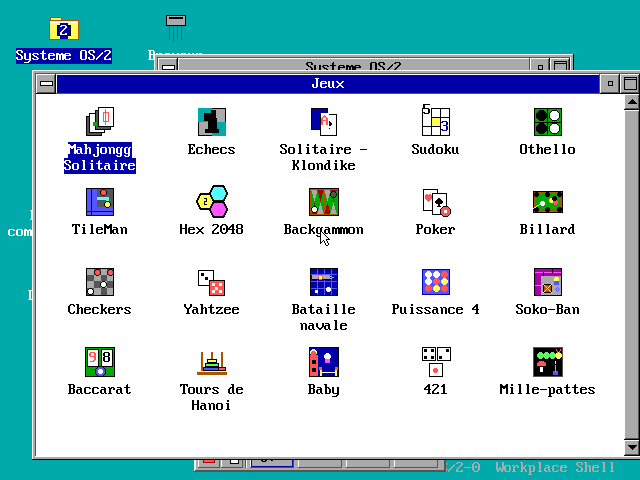 Systeme OS/2
Systeme OS/2
Jeux
Mahjongg
Solitaire
Echecs
Solitaire -
Klondike
Sudoku
Othello
TileMan
Hex 2048
Backgammon
Poker
Billard
Checkers
Yahtzee
Bataille
navale
Puissance 4
Soko-Ban
Baccarat
Tours de
Hanoi
Baby
421
Mille-pattes
/2-0 Workplace Shell